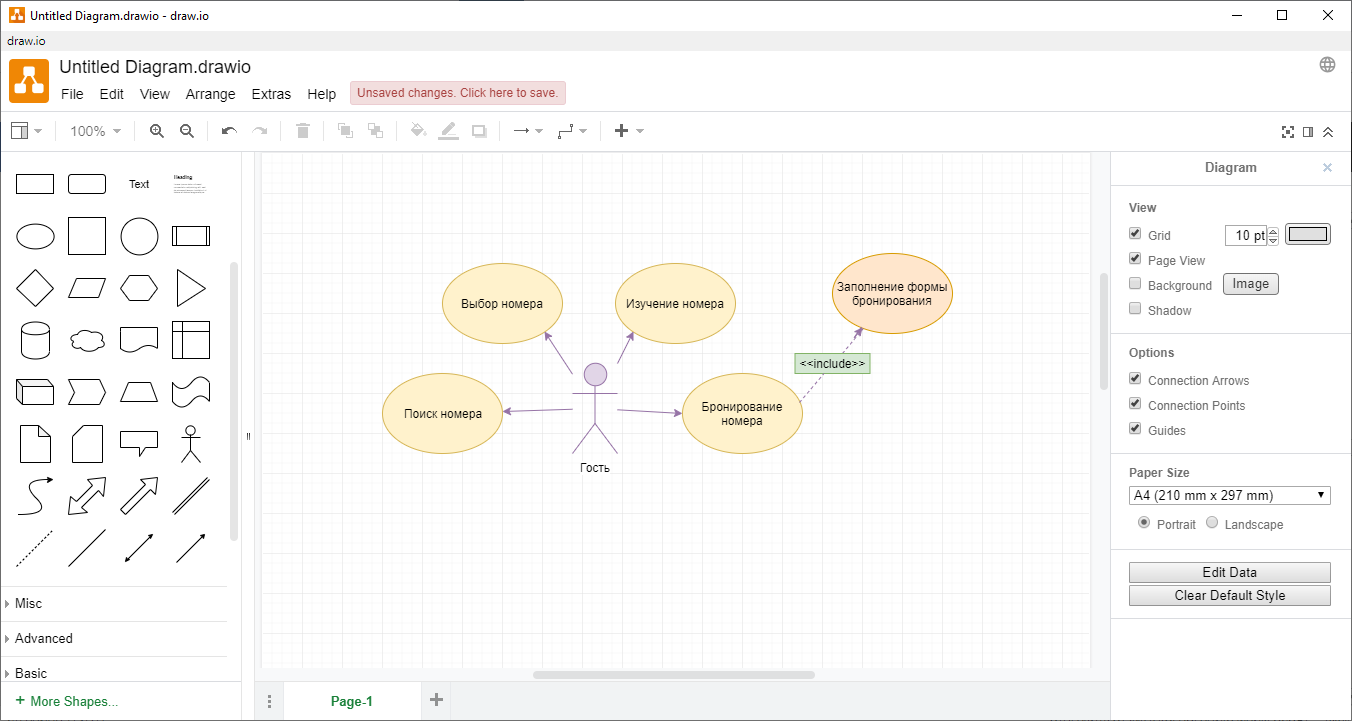 Untitled Diagram.drawio - draw.io
draw.io
Untitled Diagram.drawio
File Edit View Arrange Extras Help Unsaved changes. Click here to save.
100%
Text
Heading
Выбор номера
Изучение номера
Заполнение формы
бронирования
<<include>>
Поиск номера
Бронирование
номера
Гость
Misc
Advanced
Basic
+ More Shapes...
Page-1
Diagram
View
Grid 10 pt
Page View
Background Image
Shadow
Options
Connection Arrows
Connection Points
Guides
Paper Size
A4 (210 mm x 297 mm)
Portrait Landscape
Edit Data
Clear Default Style